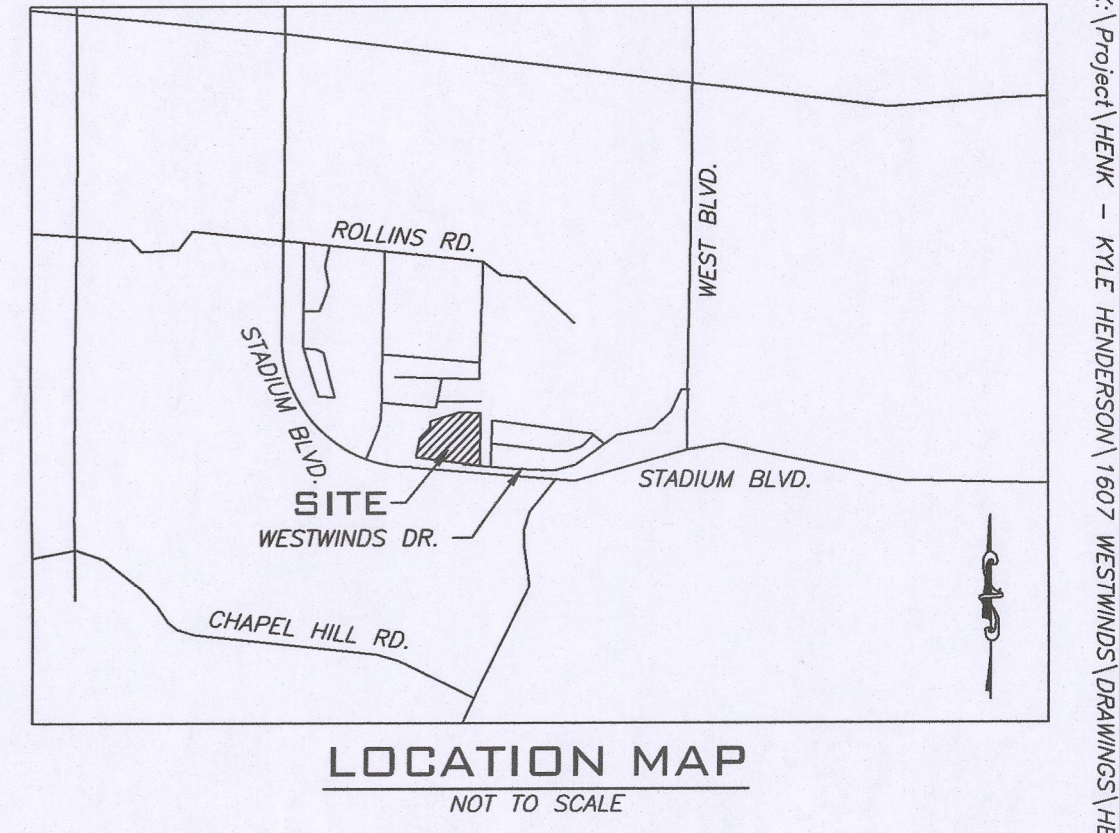 ROLLINS RD.
WEST BLVD.
STADIUM BLVD.
STADIUM BLVD.
SITE
WESTWINDS DR.
CHAPEL HILL RD.
LOCATION MAP
NOT TO SCALE
:\Project\HENK - KYLE HENDERSON\1607 WESTWINDS\DRAWINGS\HE